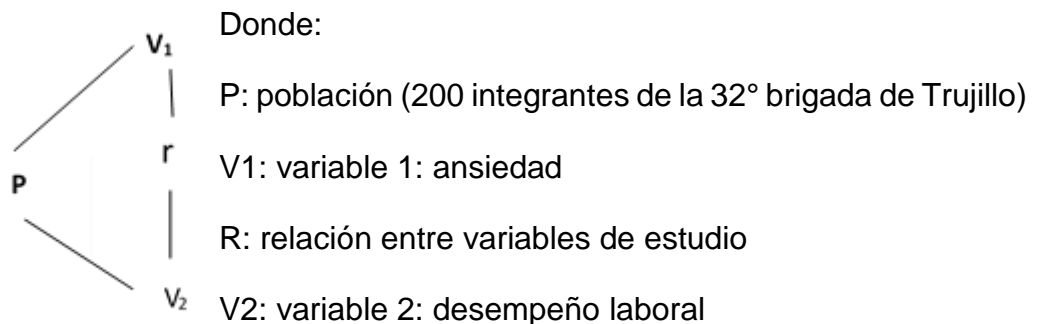 Donde:
V₁
P: población (200 integrantes de la 32° brigada de Trujillo)
r
V1: variable 1: ansiedad
P
R: relación entre variables de estudio
V₂
V2: variable 2: desempeño laboral